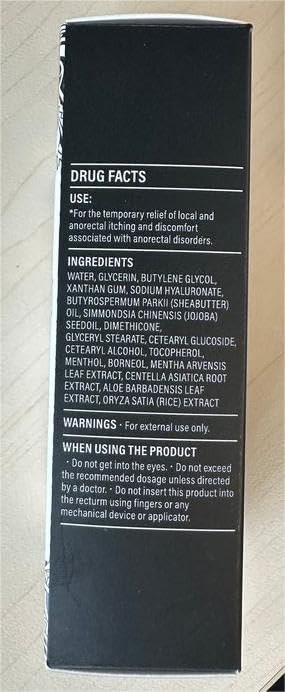 DRUG FACTS
USE:
*For the temporary relief of local and
anorectal itching and discomfort
associated with anorectal disorders.
INGREDIENTS
WATER, GLYCERIN, BUTYLENE GLYCOL,
XANTHAN GUM, SODIUM HYALURONATE,
BUTYROSPERMUM PARKII (SHEABUTTER)
OIL, SIMMONDSIA CHINENSIS (JOJOBA)
SEEDOIL, DIMETHICONE,
GLYCERYL STEARATE, CETEARYL GLUCOSIDE,
CETEARYL ALCOHOL, TOCOPHEROL,
MENTHOL, BORNEOL, MENTHA ARVENSIS
LEAF EXTRACT, CENTELLA ASIATICA ROOT
EXTRACT, ALOE BARBADENSIS LEAF
EXTRACT, ORYZA SATIA (RICE) EXTRACT
WARNINGS · For external use only.
WHEN USING THE PRODUCT
· Do not get into the eyes. · Do not exceed
the recommended dosage unless directed
by a doctor. · Do not insert this product into
the recturm using fingers or any
mechanical device or applicator.